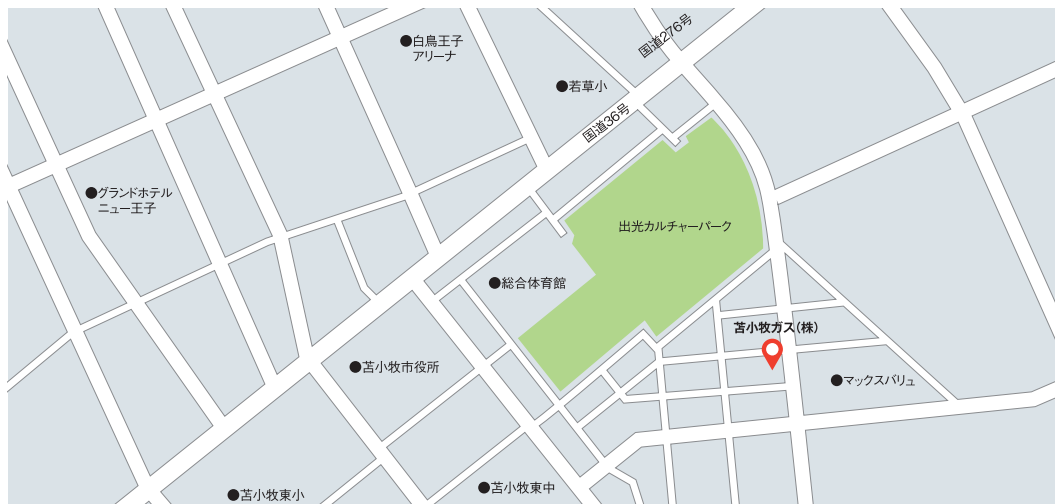 国道276号
●白鳥王子
アリーナ
●若草小
国道36号
●グランドホテル
ニュー王子
出光カルチャーパーク
●総合体育館
苫小牧ガス(株)
●苫小牧市役所
●マックスバリュ
●苫小牧東小
●苫小牧東中